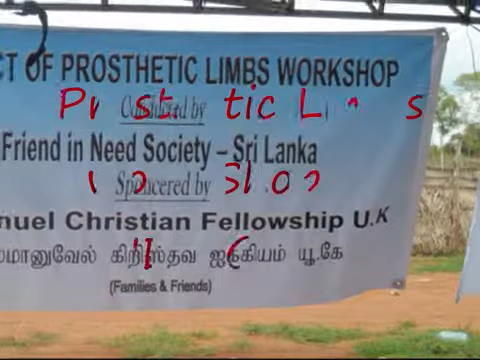 CT OF PROSTHETIC LIMBS WORKSHOP
Conducted by
Friend in Need Society – Sri Lanka
Sponcered by
nuel Christian Fellowship U.K
மானுவேல் கிறிஸ்தவ ஐக்கியம் யூ.கே
(Families & Friends)